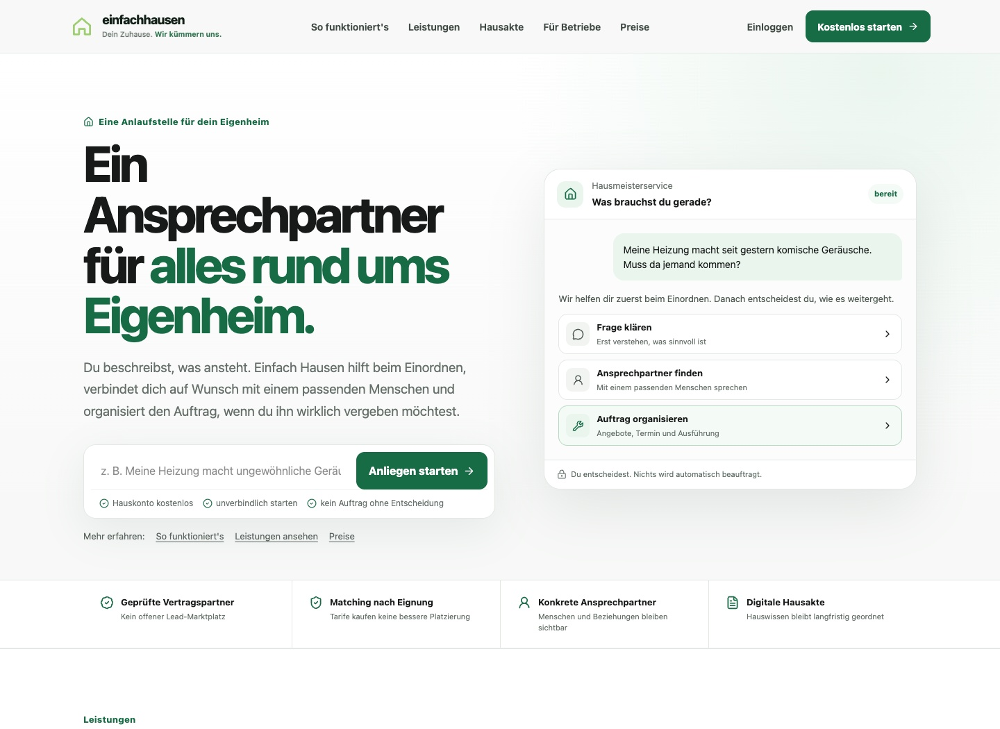 einfachhausen
Dein Zuhause. Wir kümmern uns.
So funktioniert's
Leistungen
Hausakte
Für Betriebe
Preise
Einloggen
Kostenlos starten
Eine Anlaufstelle für dein Eigenheim
Ein
Ansprechpartner
für alles rund ums
Eigenheim.
Du beschreibst, was ansteht. Einfach Hausen hilft beim Einordnen,
verbindet dich auf Wunsch mit einem passenden Menschen und
organisiert den Auftrag, wenn du ihn wirklich vergeben möchtest.
z. B. Meine Heizung macht ungewöhnliche Geräu
Anliegen starten
Hauskonto kostenlos
unverbindlich starten
kein Auftrag ohne Entscheidung
Mehr erfahren:
So funktioniert's
Leistungen ansehen
Preise
Hausmeisterservice
Was brauchst du gerade?
bereit
Meine Heizung macht seit gestern komische Geräusche.
Muss da jemand kommen?
Wir helfen dir zuerst beim Einordnen. Danach entscheidest du, wie es weitergeht.
Frage klären
Erst verstehen, was sinnvoll ist
Ansprechpartner finden
Mit einem passenden Menschen sprechen
Auftrag organisieren
Angebote, Termin und Ausführung
Du entscheidest. Nichts wird automatisch beauftragt.
Geprüfte Vertragspartner
Kein offener Lead-Marktplatz
Matching nach Eignung
Tarife kaufen keine bessere Platzierung
Konkrete Ansprechpartner
Menschen und Beziehungen bleiben
sichtbar
Digitale Hausakte
Hauswissen bleibt langfristig geordnet
Leistungen